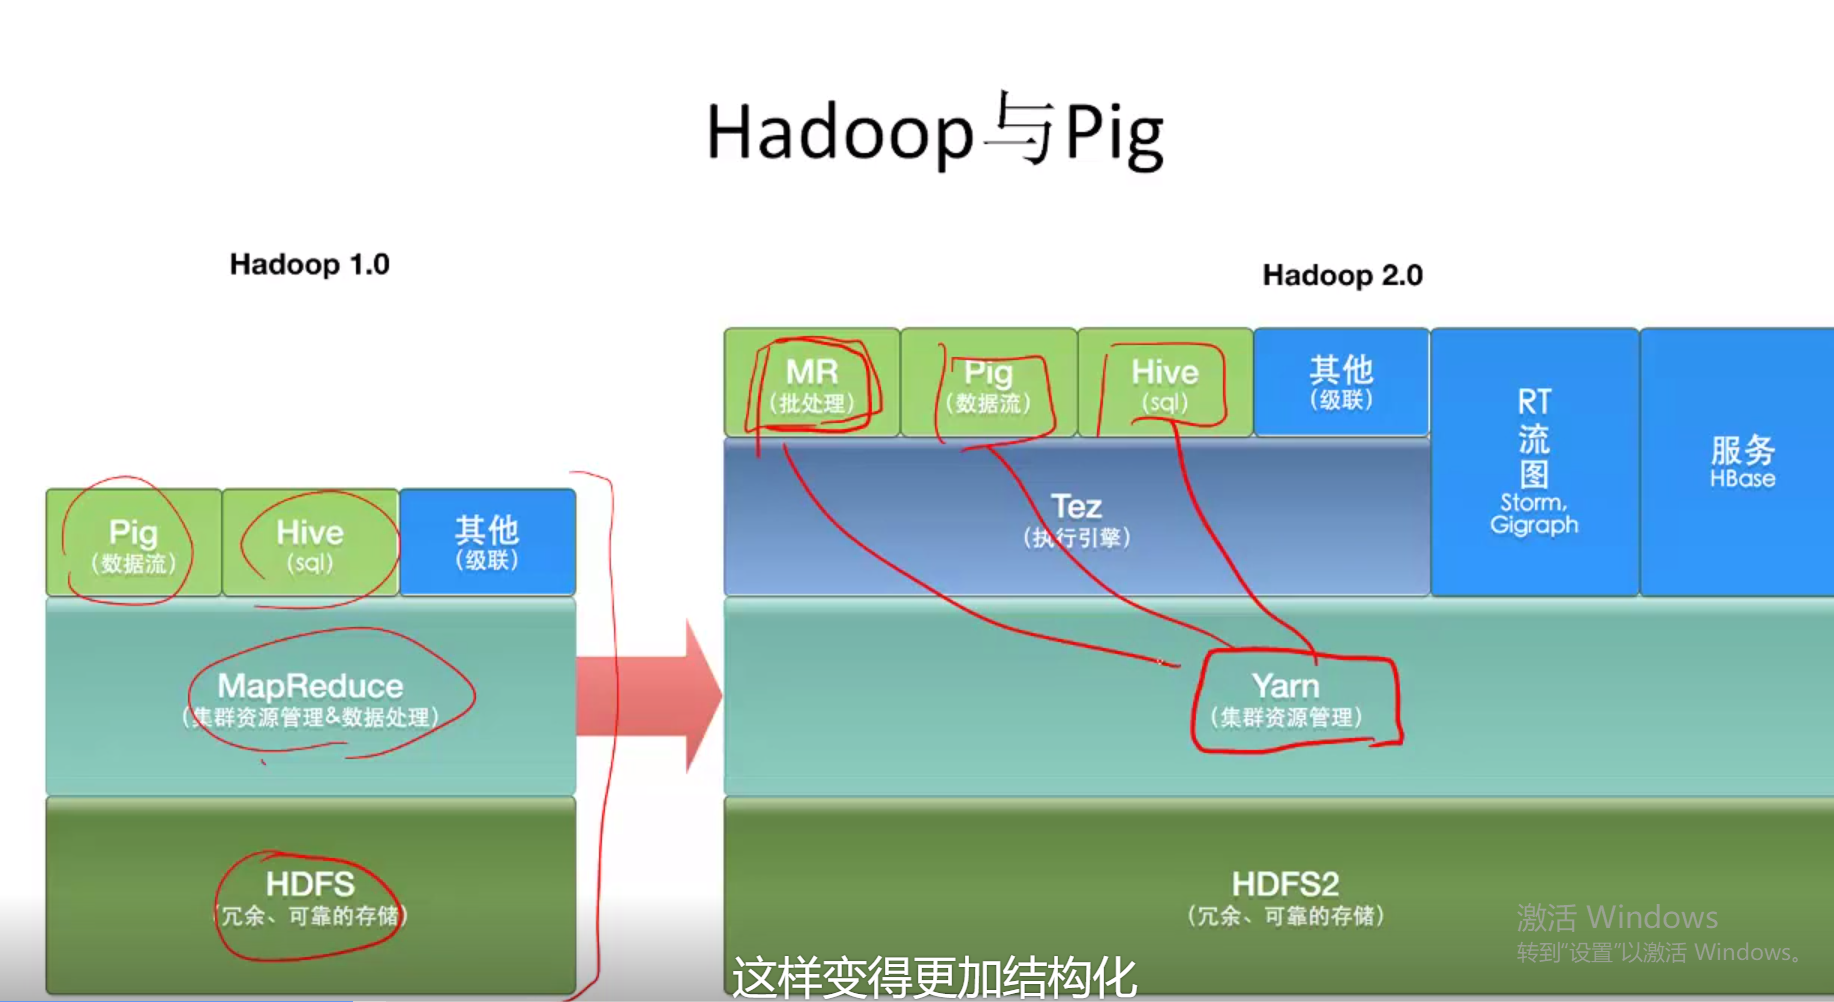 Hadoop与Pig
Hadoop 1.0
Hadoop 2.0
Pig
(数据流)
Hive
(sql)
其他
(级联)
MapReduce
(集群资源管理&数据处理)
HDFS
(冗余、可靠的存储)
MR
(批处理)
Pig
(数据流)
Hive
(sql)
其他
(级联)
RT
流
图
Storm,
Gigraph
服务
HBase
Tez
(执行引擎)
Yarn
(集群资源管理)
HDFS2
(冗余、可靠的存储)
激活 Windows
转到“设置”以激活 Windows。
这样变得更加结构化